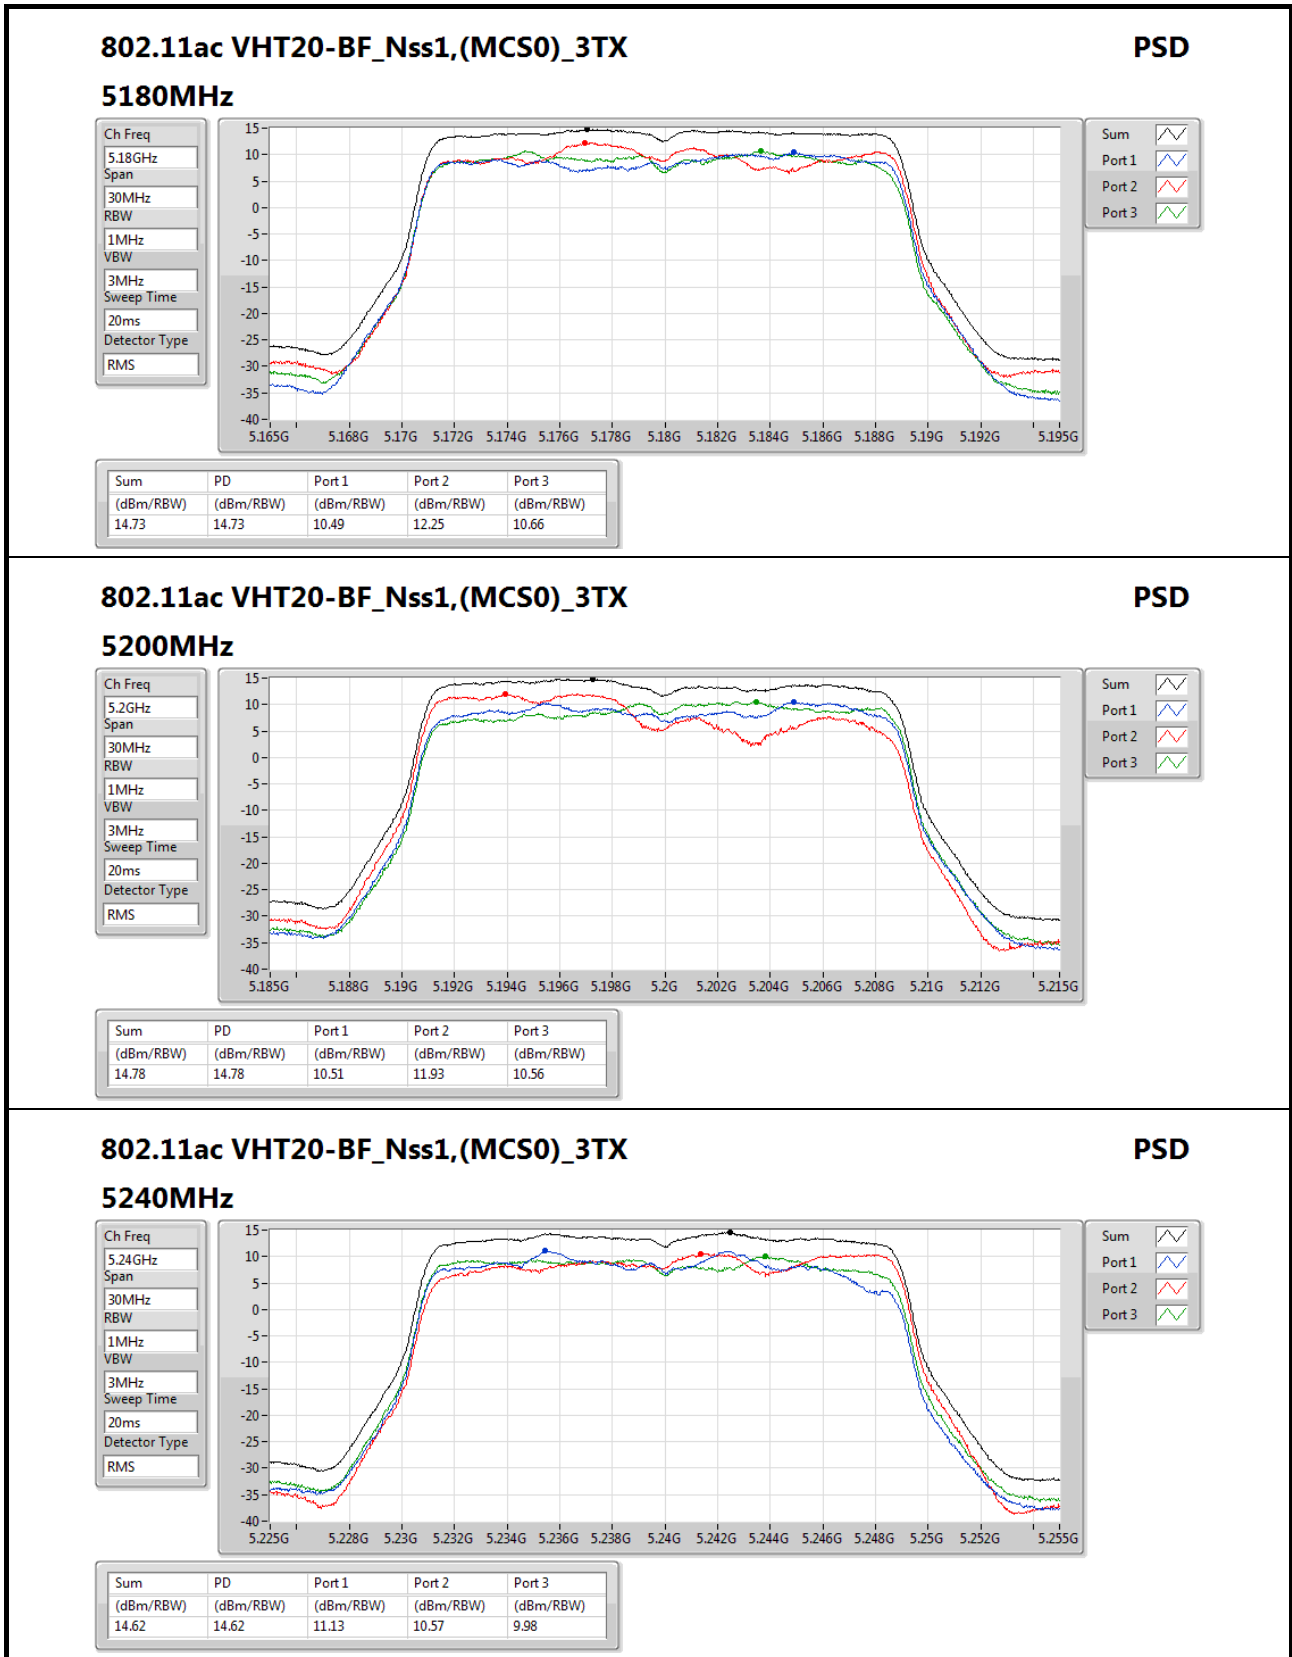 802.11ac VHT20-BF_Nss1,(MCS0)_3TX PSD
5180MHz
Ch Freq
5.18GHz
Span
30MHz
RBW
1MHz
VBW
3MHz
Sweep Time
20ms
Detector Type
RMS
15
10
5
0
-5
-10
-15
-20
-25
-30
-35
-40
5.165G 5.168G 5.17G 5.172G 5.174G 5.176G 5.178G 5.18G 5.182G 5.184G 5.186G 5.188G 5.19G 5.192G 5.195G
Sum
Port 1
Port 2
Port 3
Sum PD Port 1 Port 2 Port 3
(dBm/RBW) (dBm/RBW) (dBm/RBW) (dBm/RBW) (dBm/RBW)
14.73 14.73 10.49 12.25 10.66
802.11ac VHT20-BF_Nss1,(MCS0)_3TX PSD
5200MHz
Ch Freq
5.2GHz
Span
30MHz
RBW
1MHz
VBW
3MHz
Sweep Time
20ms
Detector Type
RMS
15
10
5
0
-5
-10
-15
-20
-25
-30
-35
-40
5.185G 5.188G 5.19G 5.192G 5.194G 5.196G 5.198G 5.2G 5.202G 5.204G 5.206G 5.208G 5.21G 5.212G 5.215G
Sum
Port 1
Port 2
Port 3
Sum PD Port 1 Port 2 Port 3
(dBm/RBW) (dBm/RBW) (dBm/RBW) (dBm/RBW) (dBm/RBW)
14.78 14.78 10.51 11.93 10.56
802.11ac VHT20-BF_Nss1,(MCS0)_3TX PSD
5240MHz
Ch Freq
5.24GHz
Span
30MHz
RBW
1MHz
VBW
3MHz
Sweep Time
20ms
Detector Type
RMS
15
10
5
0
-5
-10
-15
-20
-25
-30
-35
-40
5.225G 5.228G 5.23G 5.232G 5.234G 5.236G 5.238G 5.24G 5.242G 5.244G 5.246G 5.248G 5.25G 5.252G 5.255G
Sum
Port 1
Port 2
Port 3
Sum PD Port 1 Port 2 Port 3
(dBm/RBW) (dBm/RBW) (dBm/RBW) (dBm/RBW) (dBm/RBW)
14.62 14.62 11.13 10.57 9.98